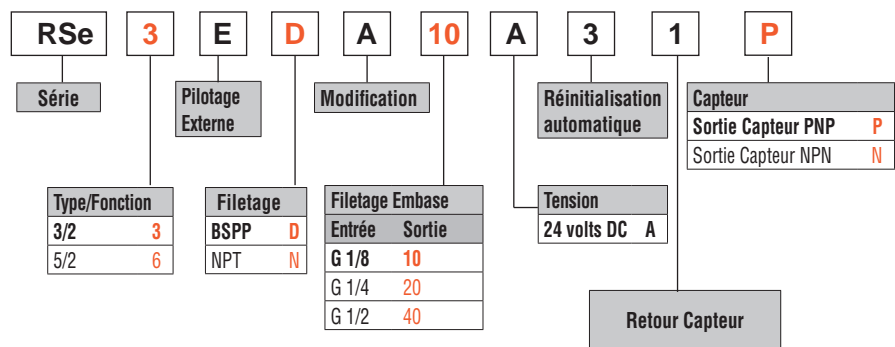 RSe 3 E D A 10 A 3 1 P
Série
Pilotage
Externe
Modification
Réinitialisation
automatique
Capteur
Sortie Capteur PNP P
Sortie Capteur NPN N
Type/Fonction
3/2 3
5/2 6
Filetage
BSPP D
NPT N
Filetage Embase
Entrée Sortie
G 1/8 10
G 1/4 20
G 1/2 40
Tension
24 volts DC A
Retour Capteur